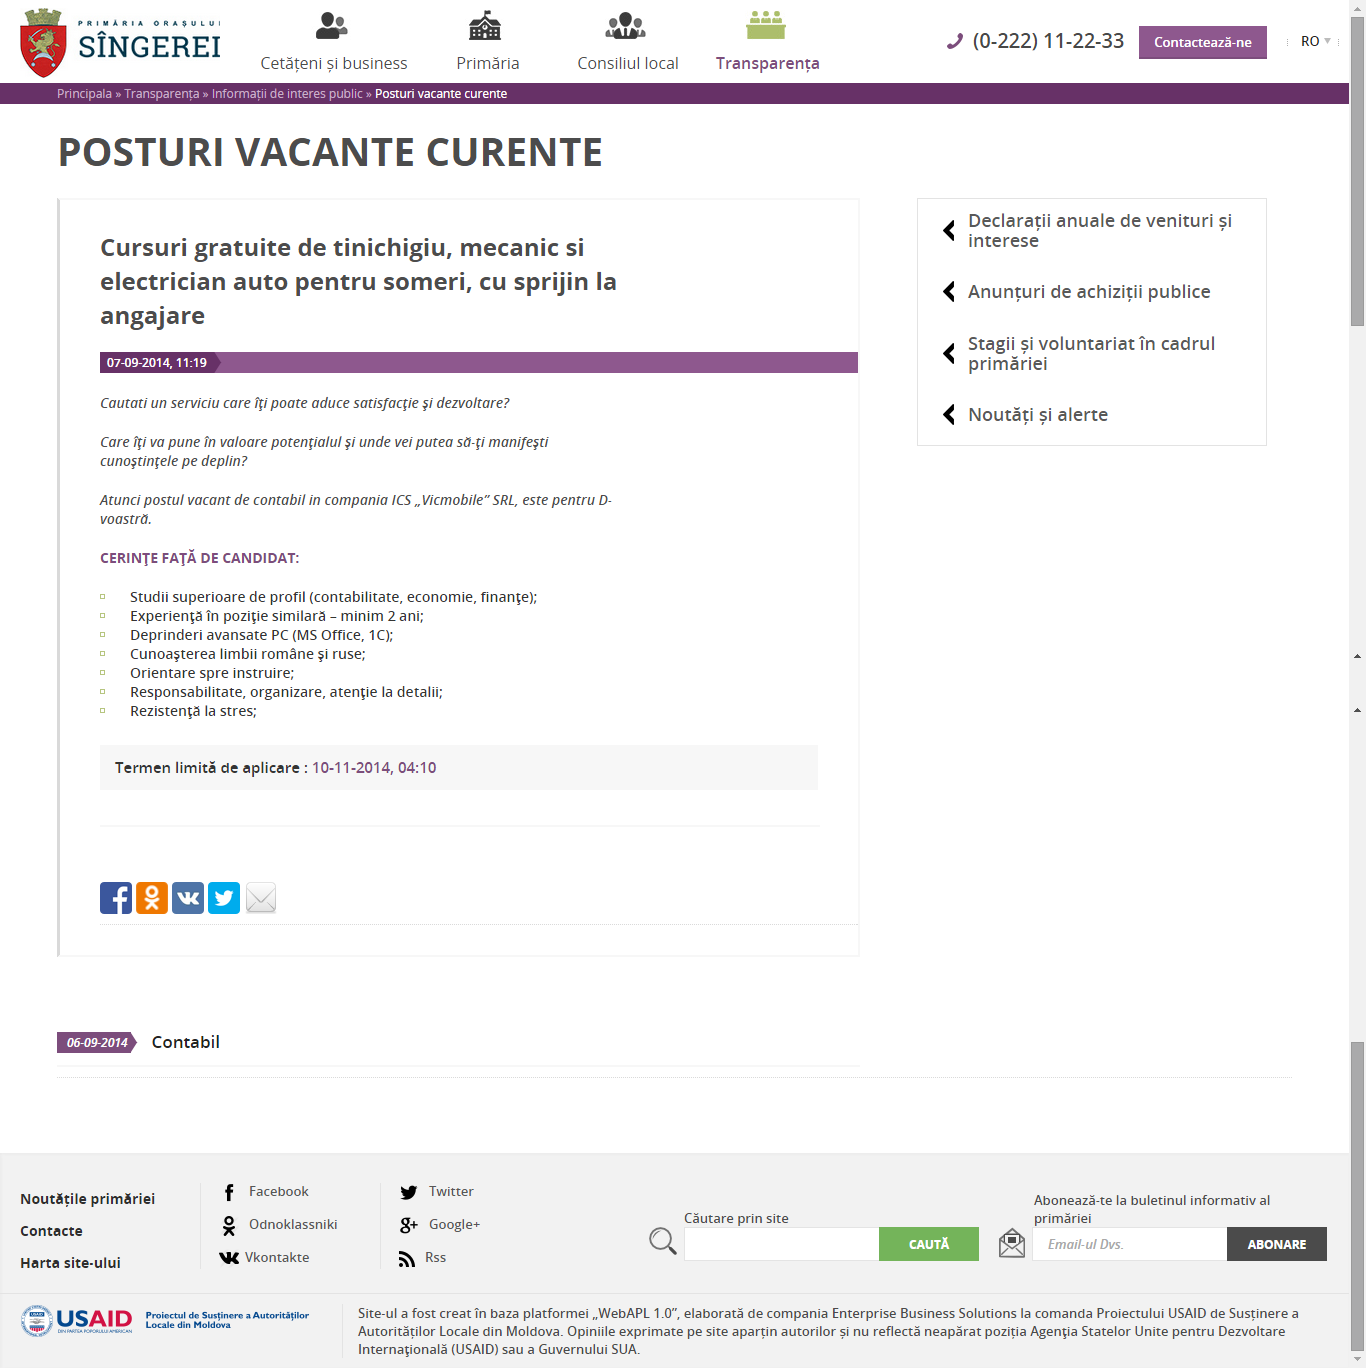 PRIMĂRIA ORAȘULUI
SÎNGEREI
Cetățeni și business
Primăria
Consiliul local
Transparența
(0-222) 11-22-33
Contactează-ne
RO
Principala » Transparența » Informații de interes public » Posturi vacante curente
POSTURI VACANTE CURENTE
Cursuri gratuite de tinichigiu, mecanic si
electrician auto pentru someri, cu sprijin la
angajare
07-09-2014, 11:19
Cautati un serviciu care îţi poate aduce satisfacţie şi dezvoltare?
Care îţi va pune în valoare potenţialul şi unde vei putea să-ţi manifeşti
cunoştinţele pe deplin?
Atunci postul vacant de contabil in compania ICS „Vicmobile” SRL, este pentru D-
voastră.
CERINŢE FAŢĂ DE CANDIDAT:
Studii superioare de profil (contabilitate, economie, finanţe);
Experienţă în poziţie similară – minim 2 ani;
Deprinderi avansate PC (MS Office, 1C);
Cunoaşterea limbii române şi ruse;
Orientare spre instruire;
Responsabilitate, organizare, atenţie la detalii;
Rezistenţă la stres;
Termen limită de aplicare : 10-11-2014, 04:10
Declarații anuale de venituri și
interese
Anunțuri de achiziții publice
Stagii și voluntariat în cadrul
primăriei
Noutăți și alerte
06-09-2014 Contabil
Noutățile primăriei
Contacte
Harta site-ului
Facebook
Odnoklassniki
Vkontakte
Twitter
Google+
Rss
Căutare prin site
CAUTĂ
Abonează-te la buletinul informativ al
primăriei
Email-ul Dvs.
ABONARE
USAID
DIN PARTEA POPORULUI AMERICAN
Proiectul de Susținere a Autorităților
Locale din Moldova
Site-ul a fost creat în baza platformei „WebAPL 1.0”, elaborată de compania Enterprise Business Solutions la comanda Proiectului USAID de Susținere a
Autorităților Locale din Moldova. Opiniile exprimate pe site aparțin autorilor și nu reflectă neapărat poziția Agenția Statelor Unite pentru Dezvoltare
Internațională (USAID) sau a Guvernului SUA.